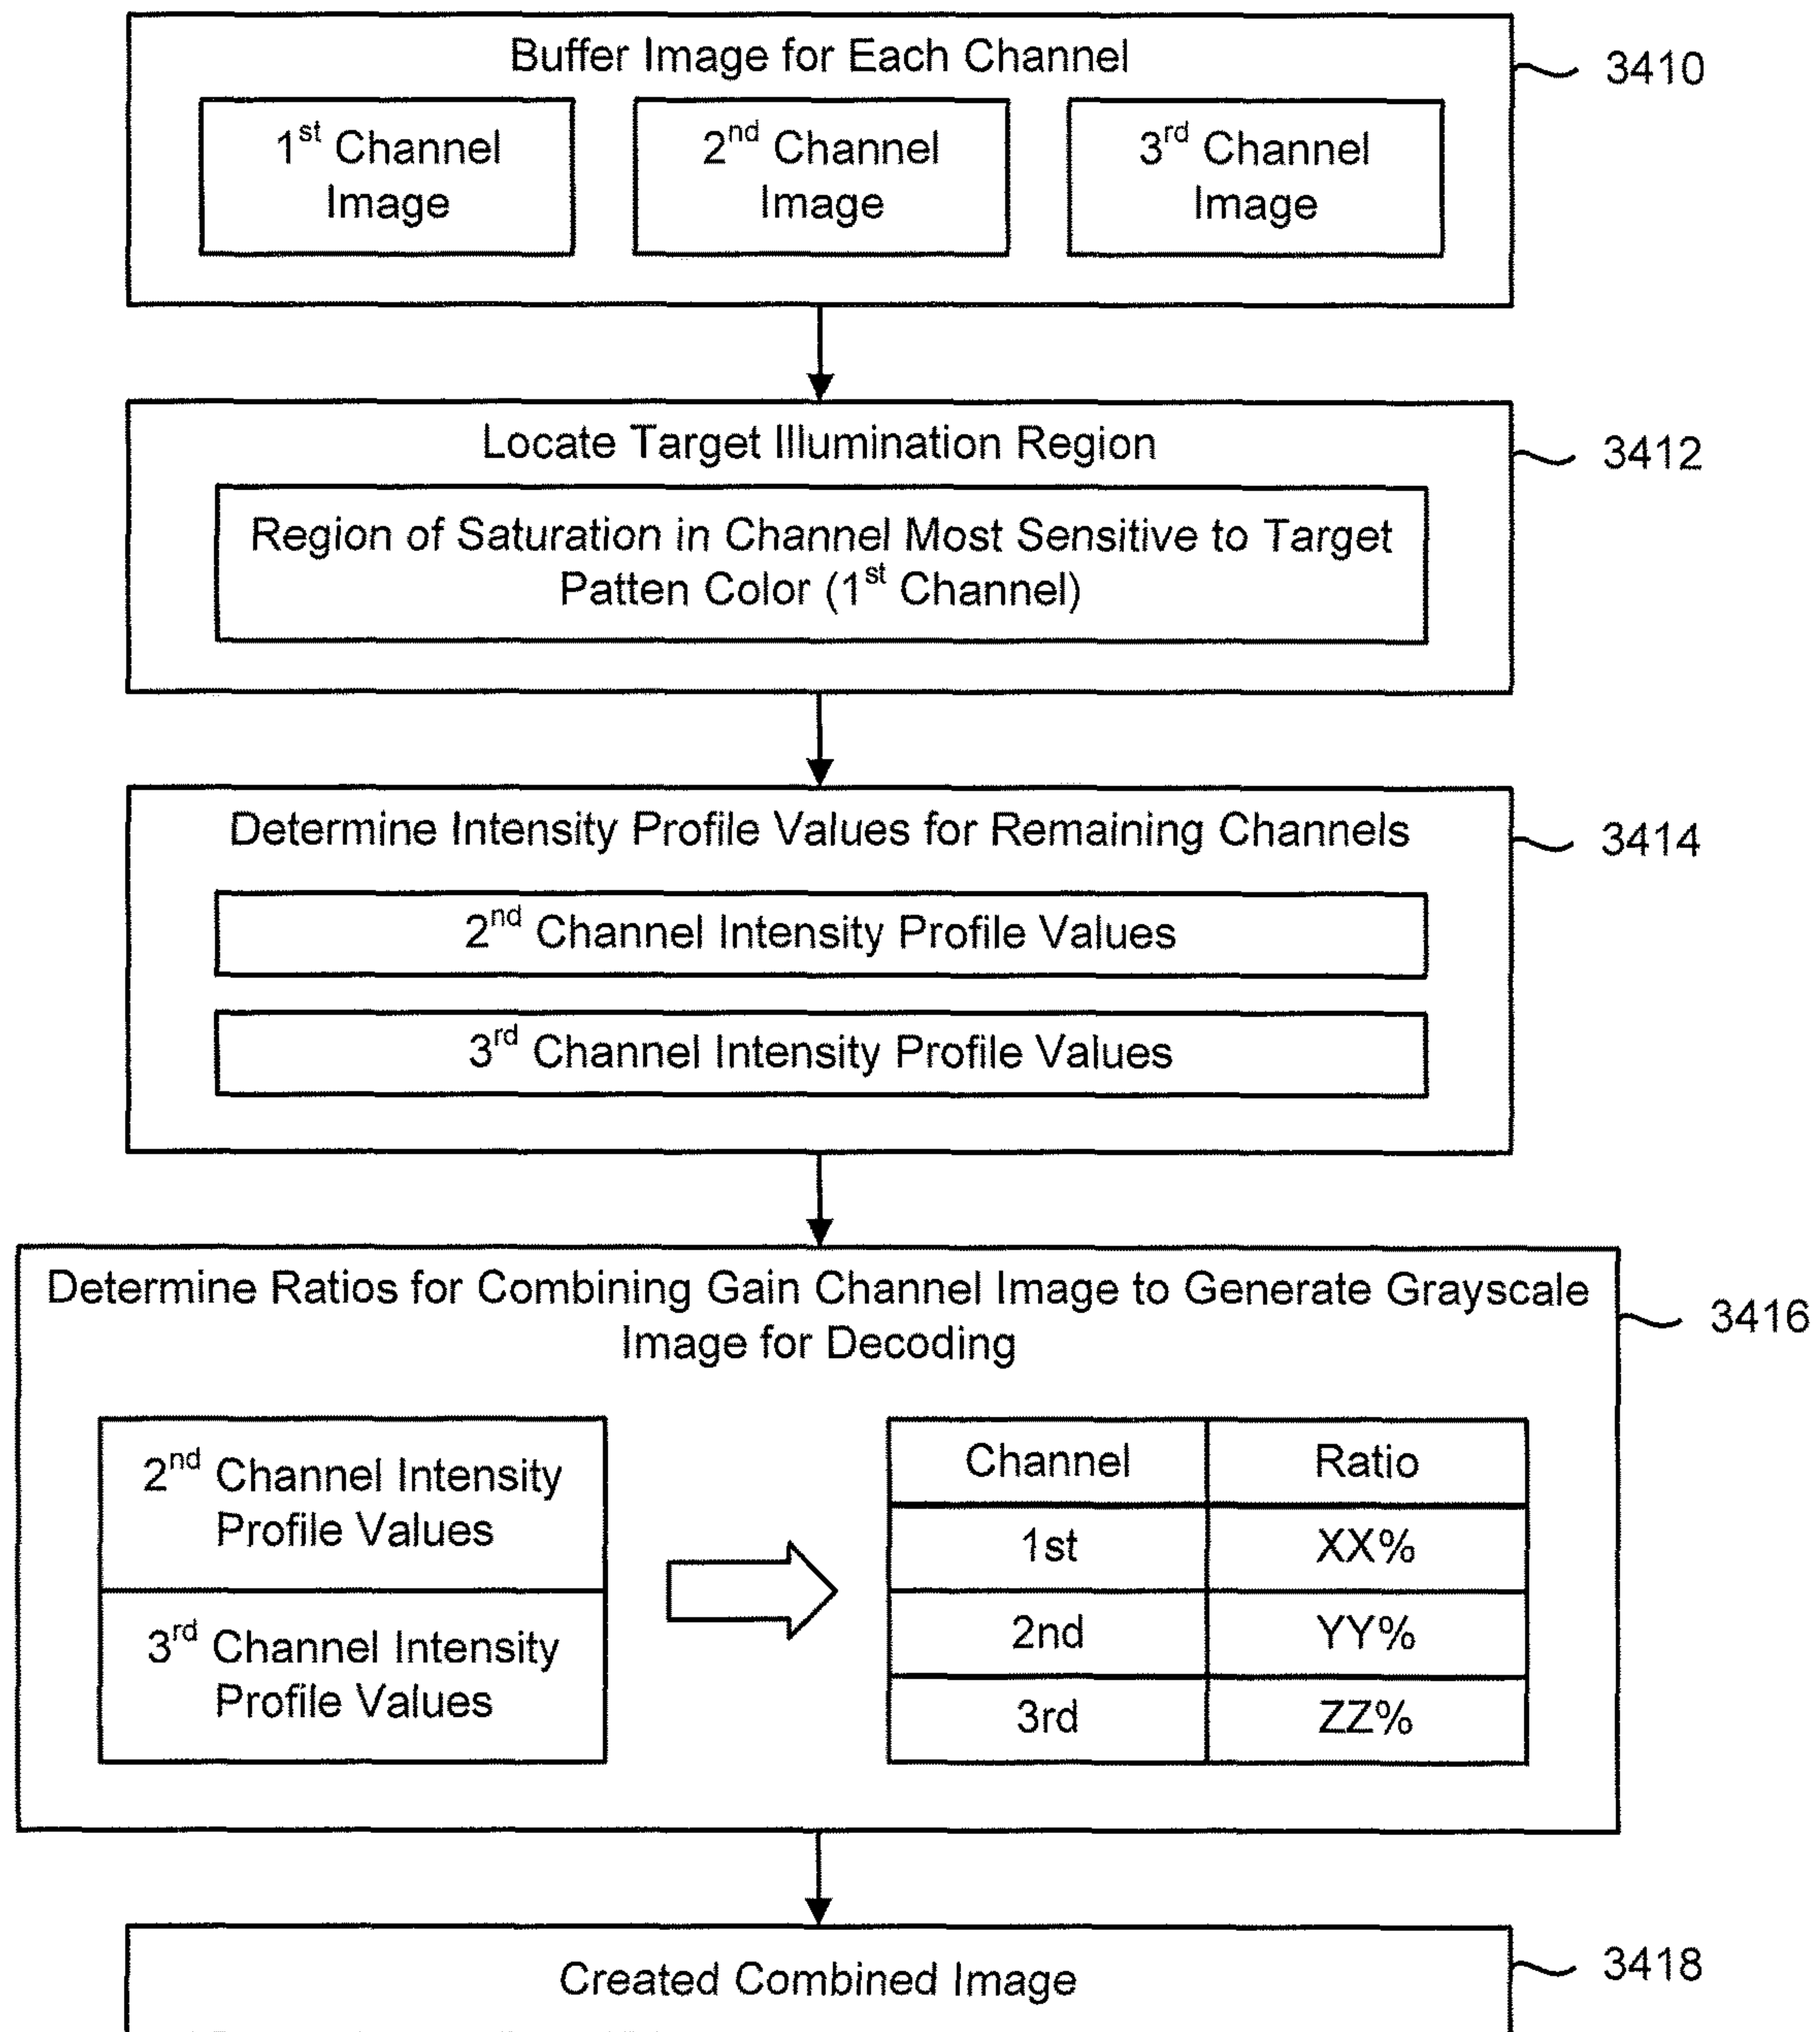 Buffer Image for Each Channel
3410
1st Channel
Image
2nd Channel
Image
3rd Channel
Image
Locate Target Illumination Region
3412
Region of Saturation in Channel Most Sensitive to Target
Patten Color (1st Channel)
Determine Intensity Profile Values for Remaining Channels
3414
2nd Channel Intensity Profile Values
3rd Channel Intensity Profile Values
Determine Ratios for Combining Gain Channel Image to Generate Grayscale
Image for Decoding
3416
2nd Channel Intensity
Profile Values
3rd Channel Intensity
Profile Values
Channel Ratio
1st XX%
2nd YY%
3rd ZZ%
Created Combined Image
3418